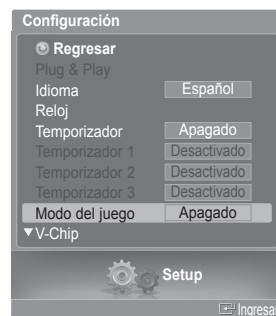 Configuración
Regresar
Plug & Play
Idioma Español
Reloj
Temporizador Apagado
Temporizador 1 Desactivado
Temporizador 2 Desactivado
Temporizador 3 Desactivado
Modo del juego Apagado
V-Chip
Setup
Ingresa